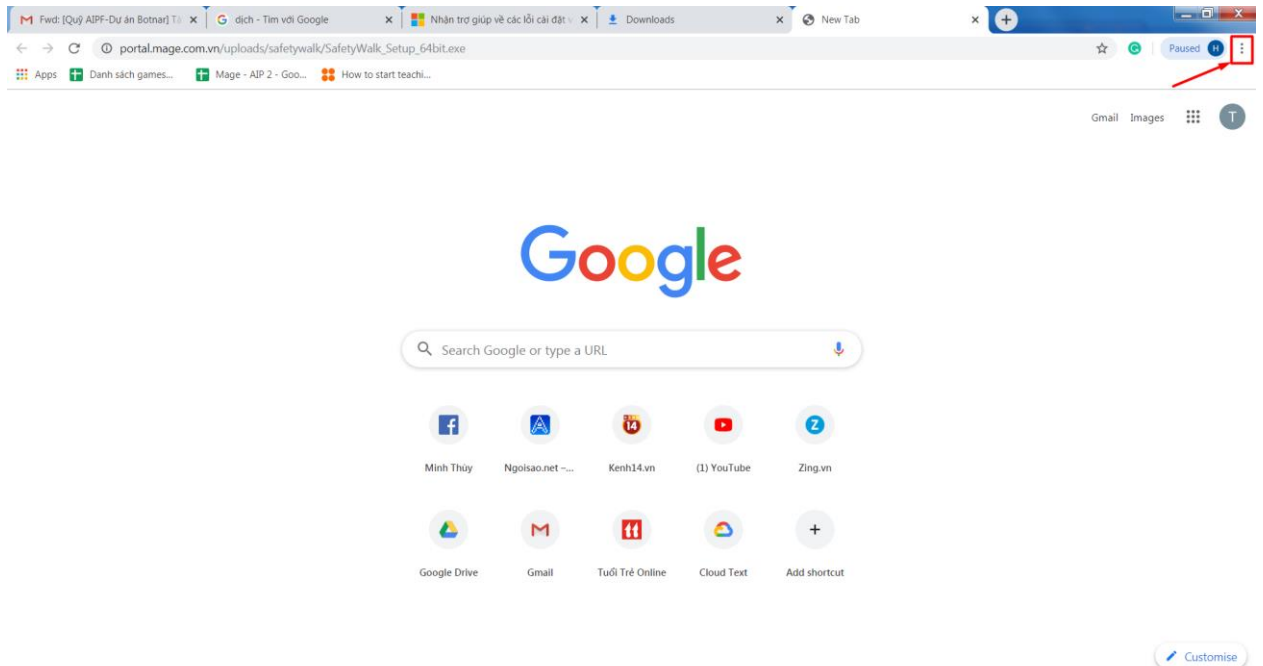 Fwd: [Quỹ AIPF-Dự án Botnar] Tà
G dịch - Tìm với Google
Nhận trợ giúp về các lỗi cài đặt v
Downloads
New Tab
portal.mage.com.vn/uploads/safetywalk/SafetyWalk_Setup_64bit.exe
Paused H
Apps
Danh sách games...
Mage - AIP 2 - Goo...
How to start teachi...
Gmail Images T
Google
Search Google or type a URL
14 Z
Minh Thúy Ngoisao.net –... Kenh14.vn (1) YouTube Zing.vn
Google Drive Gmail Tuổi Trẻ Online Cloud Text Add shortcut
Customise